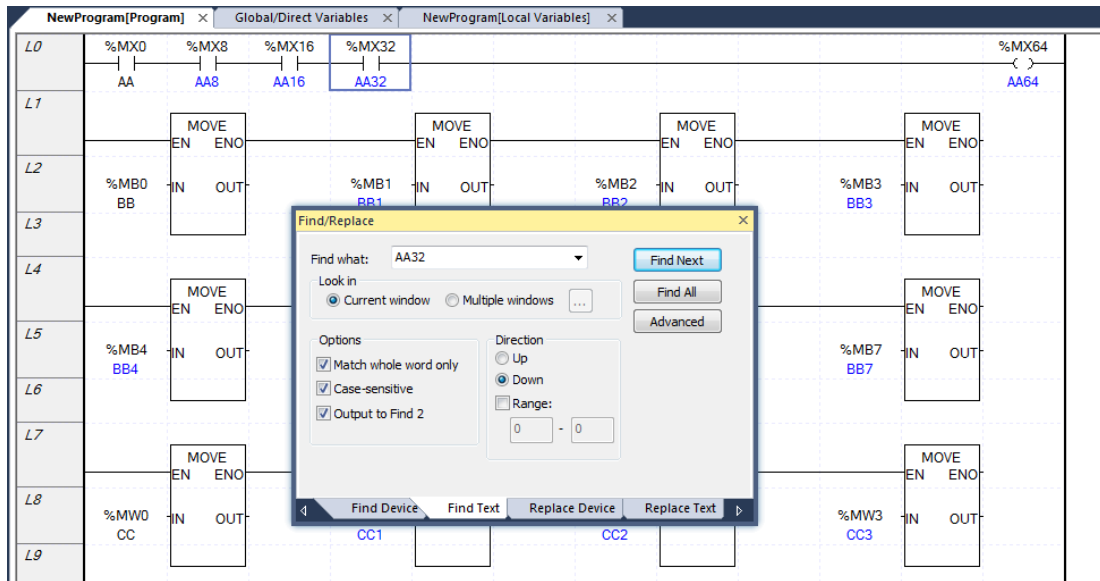 NewProgram[Program] × Global/Direct Variables × NewProgram[Local Variables] ×
L0 %MX0 %MX8 %MX16 %MX32 %MX64
AA AA8 AA16 AA32 AA64
L1
MOVE MOVE MOVE MOVE
EN ENO EN ENO EN ENO EN ENO
L2
%MB0 IN OUT %MB1 IN OUT %MB2 IN OUT %MB3 IN OUT
BB BB1 BB2 BB3
L3
Find/Replace
L4
Find what: AA32 Find Next
Look in
Current window Multiple windows ... Find All
Advanced
MOVE MOVE
EN ENO EN ENO
L5
Options Direction
%MB4 IN OUT %MB7 IN OUT
BB4 BB7
Match whole word only Up
Case-sensitive Down
Output to Find 2 Range:
0 - 0
L6
L7
MOVE MOVE
EN ENO EN ENO
L8
Find Device Find Text Replace Device Replace Text
%MW0 IN OUT %MW3 IN OUT
CC CC1 CC2 CC3
L9